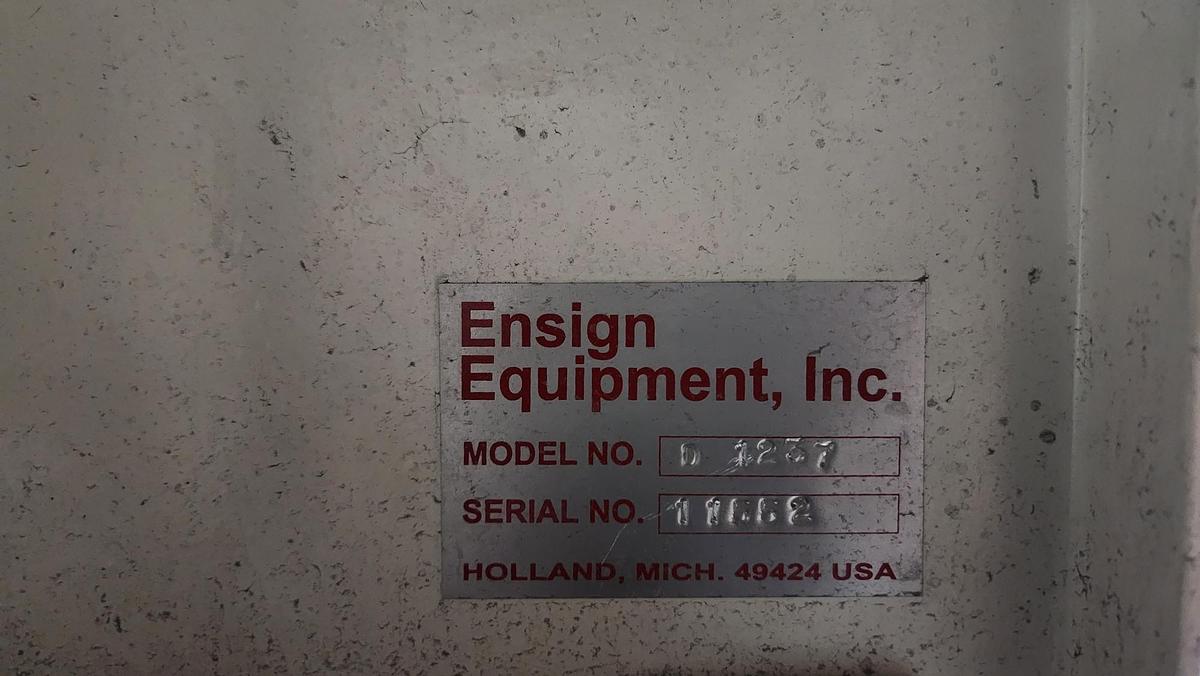 Ensign
Equipment, Inc.
MODEL NO. D 1237
SERIAL NO.
HOLLAND, MICH. 49424 USA